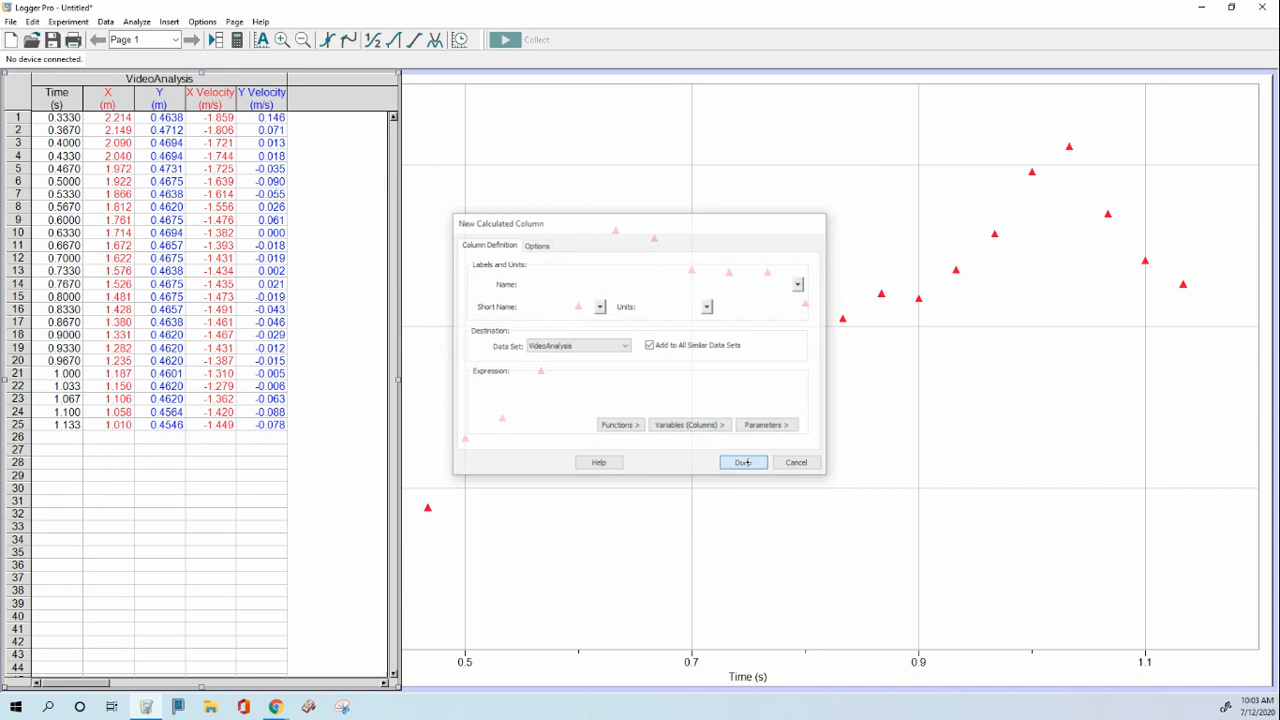 Logger Pro - Untitled*
File Edit Experiment Data Analyze Insert Options Page Help
Page 1 Collect
No device connected.
VideoAnalysis
Time X Y X Velocity Y Velocity
(s) (m) (m) (m/s) (m/s)
1 0.3330 2.214 0.4638 -1.859 0.146
2 0.3670 2.149 0.4712 -1.806 0.071
3 0.4000 2.090 0.4694 -1.721 0.013
4 0.4330 2.040 0.4694 -1.744 0.018
5 0.4670 1.972 0.4731 -1.725 -0.035
6 0.5000 1.922 0.4675 -1.639 -0.090
7 0.5330 1.866 0.4638 -1.614 -0.055
8 0.5670 1.812 0.4620 -1.556 0.026
9 0.6000 1.761 0.4675 -1.476 0.061
10 0.6330 1.714 0.4694 -1.382 0.000
11 0.6670 1.672 0.4657 -1.393 -0.018
12 0.7000 1.622 0.4657 -1.431 -0.019
13 0.7330 1.576 0.4638 -1.434 0.002
14 0.7670 1.526 0.4638 -1.435 0.021
15 0.8000 1.481 0.4657 -1.473 -0.019
16 0.8330 1.428 0.4657 -1.491 -0.043
17 0.8670 1.380 0.4638 -1.461 -0.046
18 0.9000 1.331 0.4620 -1.467 -0.029
19 0.9330 1.282 0.4620 -1.431 -0.012
20 0.9670 1.235 0.4620 -1.387 -0.015
21 1.000 1.187 0.4601 -1.310 -0.005
22 1.033 1.150 0.4620 -1.279 -0.006
23 1.067 1.106 0.4620 -1.362 -0.063
24 1.100 1.058 0.4564 -1.420 -0.088
25 1.133 1.010 0.4546 -1.449 -0.078
26
27
28
29
30
31
32
33
34
35
36
37
38
39
40
41
42
43
44
New Calculated Column
Column Definition Options
Labels and Units:
Name:
Short Name: Units:
Destination:
Data Set: VideoAnalysis Add to All Similar Data Sets
Expression:
Functions > Variables (Columns) > Parameters >
Help Cancel
0.5 0.7 0.9 1.1
Time (s)
10:03 AM
7/12/2020